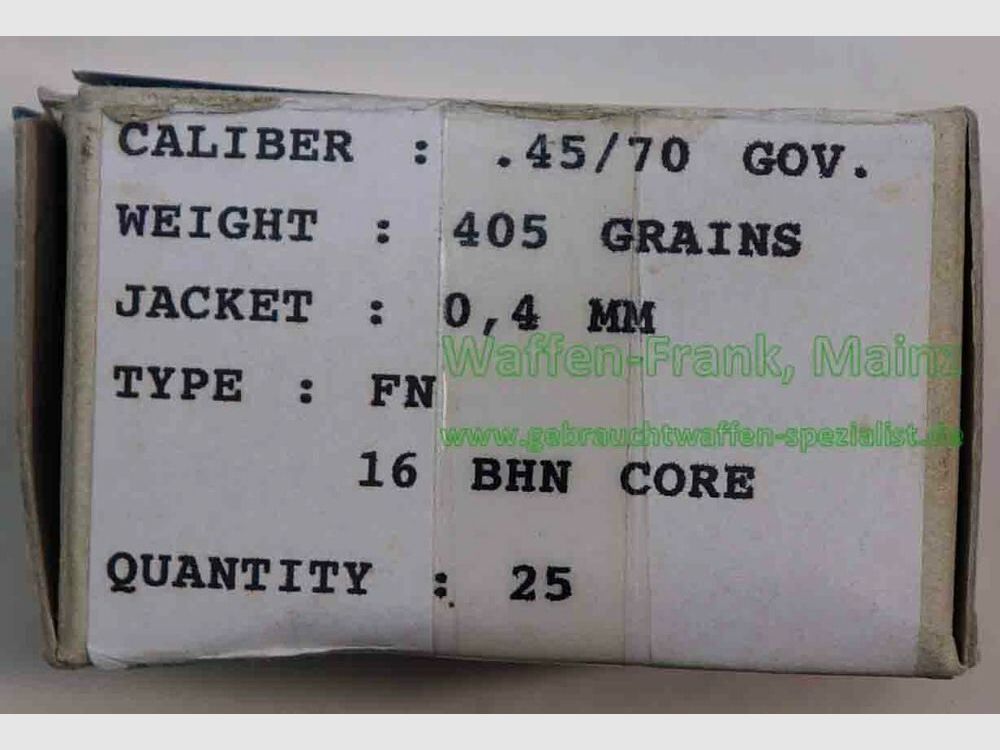 CALIBER : .45/70 GOV.
WEIGHT : 405 GRAINS
JACKET : 0,4 MM
Waffen-Frank, Mainz
TYPE : FN
www.gebrauchtwaffen-spezialist.de
16 BHN CORE
QUANTITY : 25